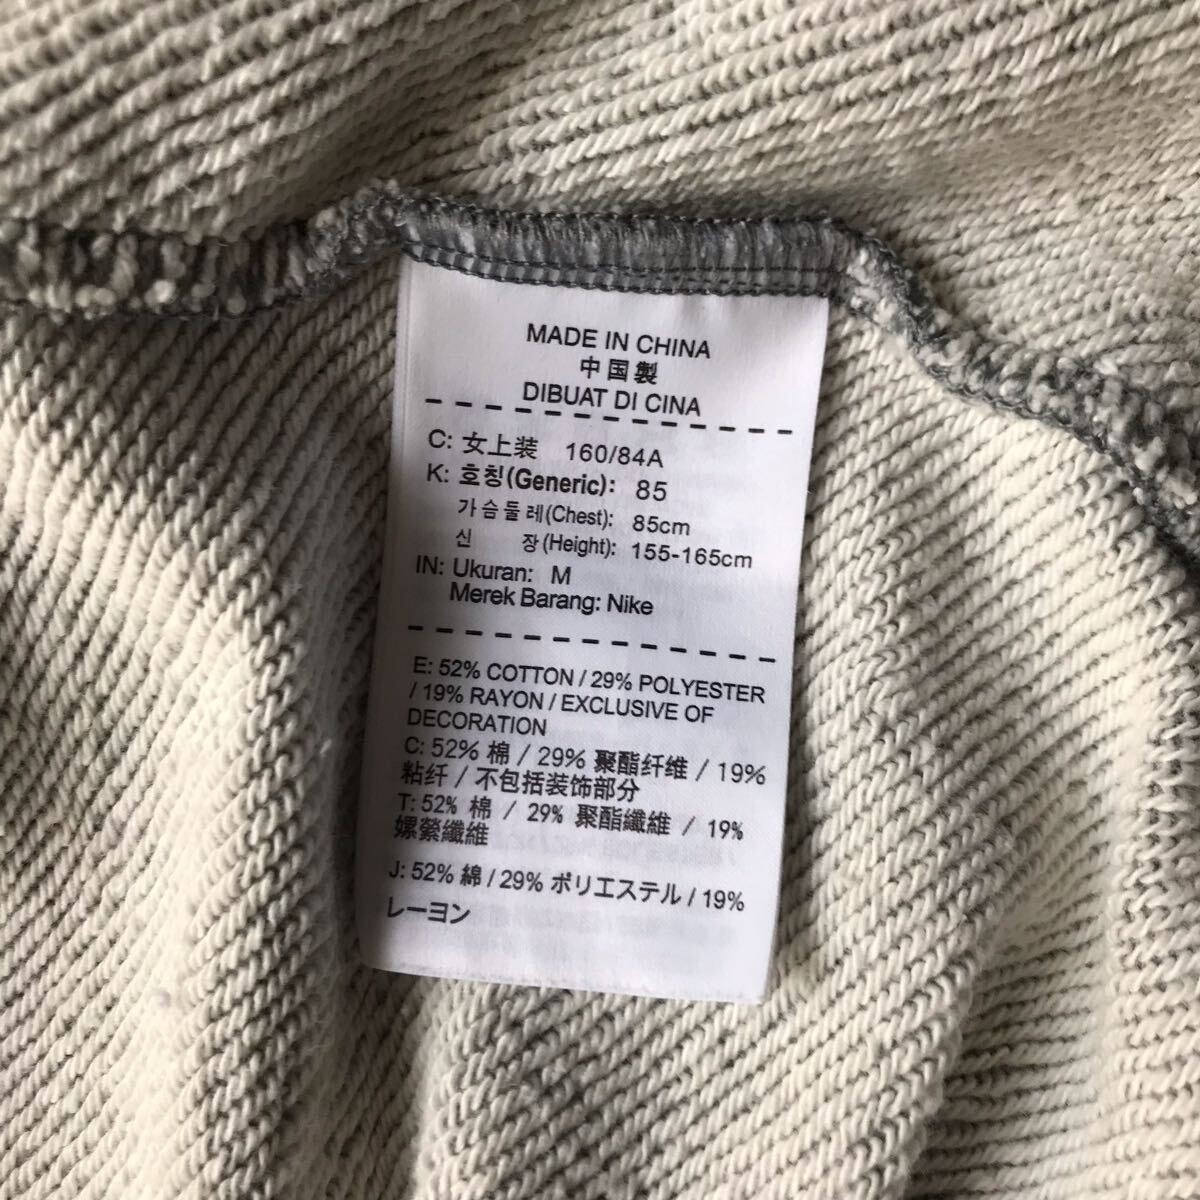 MADE IN CHINA
中国製
DIBUAT DI CINA
C: 女上装 160/84A
K: 호칭(Generic): 85
가슴둘레(Chest): 85cm
신 장(Height): 155-165cm
IN: Ukuran: M
Merek Barang: Nike
E: 52% COTTON / 29% POLYESTER
/ 19% RAYON / EXCLUSIVE OF
DECORATION
C: 52% 棉 / 29% 聚酯纤维 / 19%
粘纤 / 不包括装饰部分
T: 52% 棉 / 29% 聚酯纖維 / 19%
嫘縈纖維
J: 52% 綿 / 29% ポリエステル / 19%
レーヨン